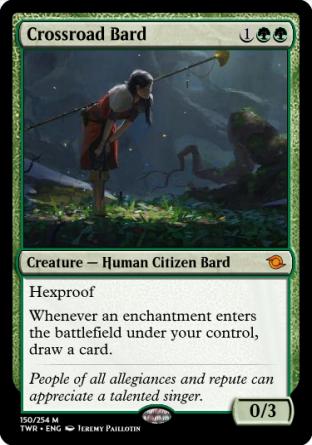 Crossroad Bard 1
Creature — Human Citizen Bard
Hexproof
Whenever an enchantment enters
the battlefield under your control,
draw a card.
People of all allegiances and repute can
appreciate a talented singer.
0/3
150/254 M
TWR • ENG Jeremy Paillotin